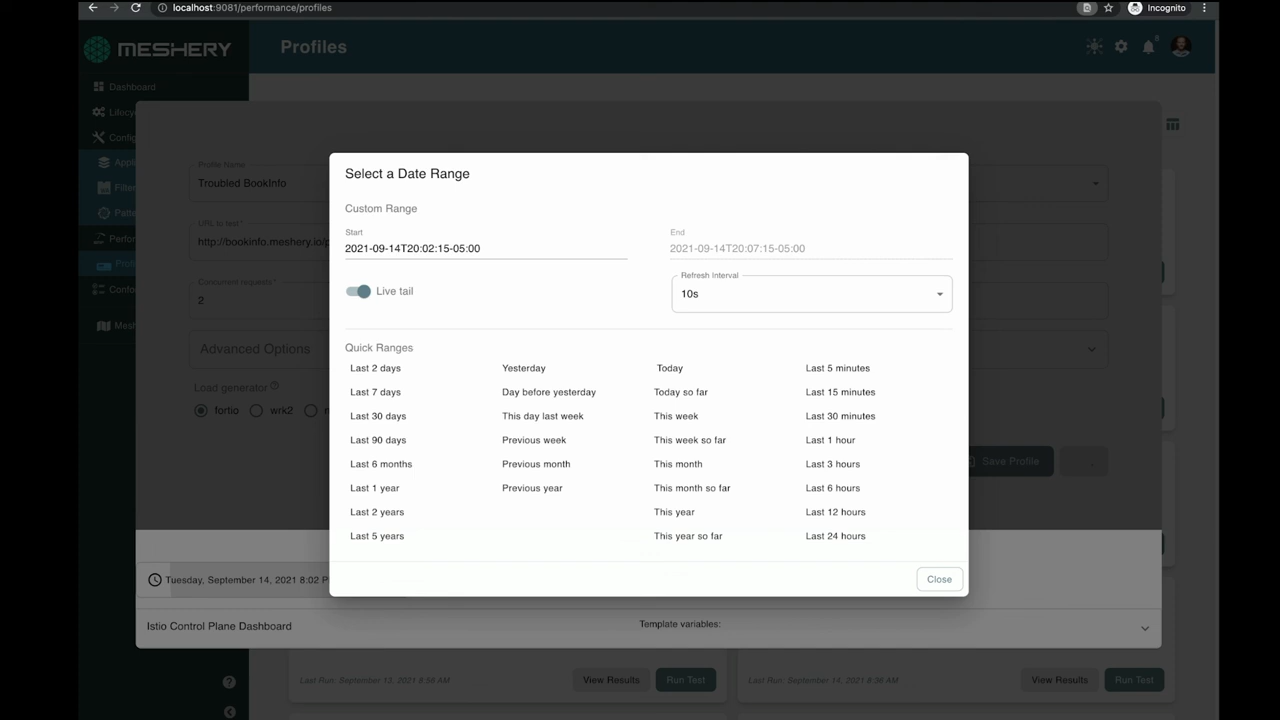 localhost:9081/performance/profiles
Incognito
MESHERY
Profiles
8
Dashboard
Profile Name
Troubled BookInfo
URL to test *
http://bookinfo.meshery.io/p
Concurrent requests *
2
Advanced Options
Load generator
fortio
wrk2
Save Profile
Select a Date Range
Custom Range
Start
2021-09-14T20:02:15-05:00
End
2021-09-14T20:07:15-05:00
Live tail
Refresh Interval
10s
Quick Ranges
Last 2 days
Yesterday
Today
Last 5 minutes
Last 7 days
Day before yesterday
Today so far
Last 15 minutes
Last 30 days
This day last week
This week
Last 30 minutes
Last 90 days
Previous week
This week so far
Last 1 hour
Last 6 months
Previous month
This month
Last 3 hours
Last 1 year
Previous year
This month so far
Last 6 hours
Last 2 years
This year
Last 12 hours
Last 5 years
This year so far
Last 24 hours
Close
Tuesday, September 14, 2021 8:02 P
Istio Control Plane Dashboard
Template variables:
Last Run: September 13, 2021 9:56 AM
View Results
Run Test
Last Run: September 14, 2021 9:36 AM
View Results
Run Test